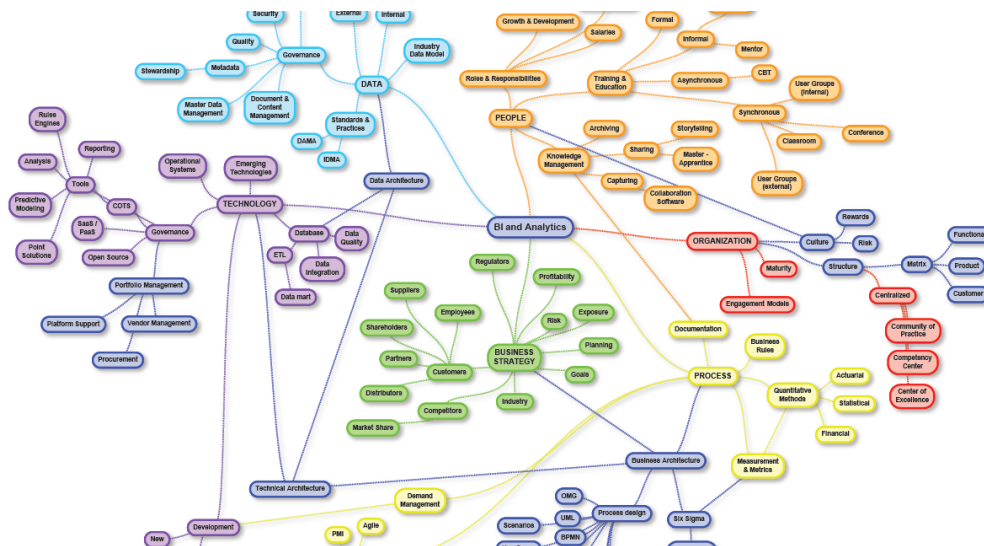 Security
External
Internal
Growth & Development
Salaries
Formal
Informal
Mentor
Quality
Governance
Industry
Data Model
Stewardship
Metadata
DATA
Roles & Responsibilities
Training &
Education
Asynchronous
CBT
User Groups
(internal)
Master Data
Management
Document &
Content
Management
Standards &
Practices
PEOPLE
Synchronous
Conference
Classroom
Rules
Engines
DAMA
IDMA
Archiving
Storytelling
Sharing
Knowledge
Management
Master -
Apprentice
Reporting
Operational
Systems
Emerging
Technologies
Analysis
Tools
Data Architecture
Capturing
Collaboration
Software
User Groups
(external)
Predictive
Modeling
COTS
TECHNOLOGY
SaaS /
PaaS
Governance
Database
Data
Quality
BI and Analytics
ORGANIZATION
Culture
Rewards
Risk
Point
Solutions
Open Source
ETL
Data
Integration
Regulators
Profitability
Maturity
Structure
Matrix
Functional
Product
Customer
Portfolio Management
Data mart
Suppliers
Employees
Risk
Exposure
Engagement Models
Centralized
Platform Support
Vendor Management
Shareholders
Planning
Documentation
Business
Rules
Community of
Practice
Procurement
Partners
BUSINESS
STRATEGY
Customers
Goals
PROCESS
Competency
Center
Distributors
Competitors
Industry
Quantitative
Methods
Actuarial
Statistical
Financial
Center of
Excellence
Market Share
Business Architecture
Measurement
& Metrics
Technical Architecture
Demand
Management
OMG
Process design
Six Sigma
Development
New
PMI
Agile
Scenarios
UML
BPMN